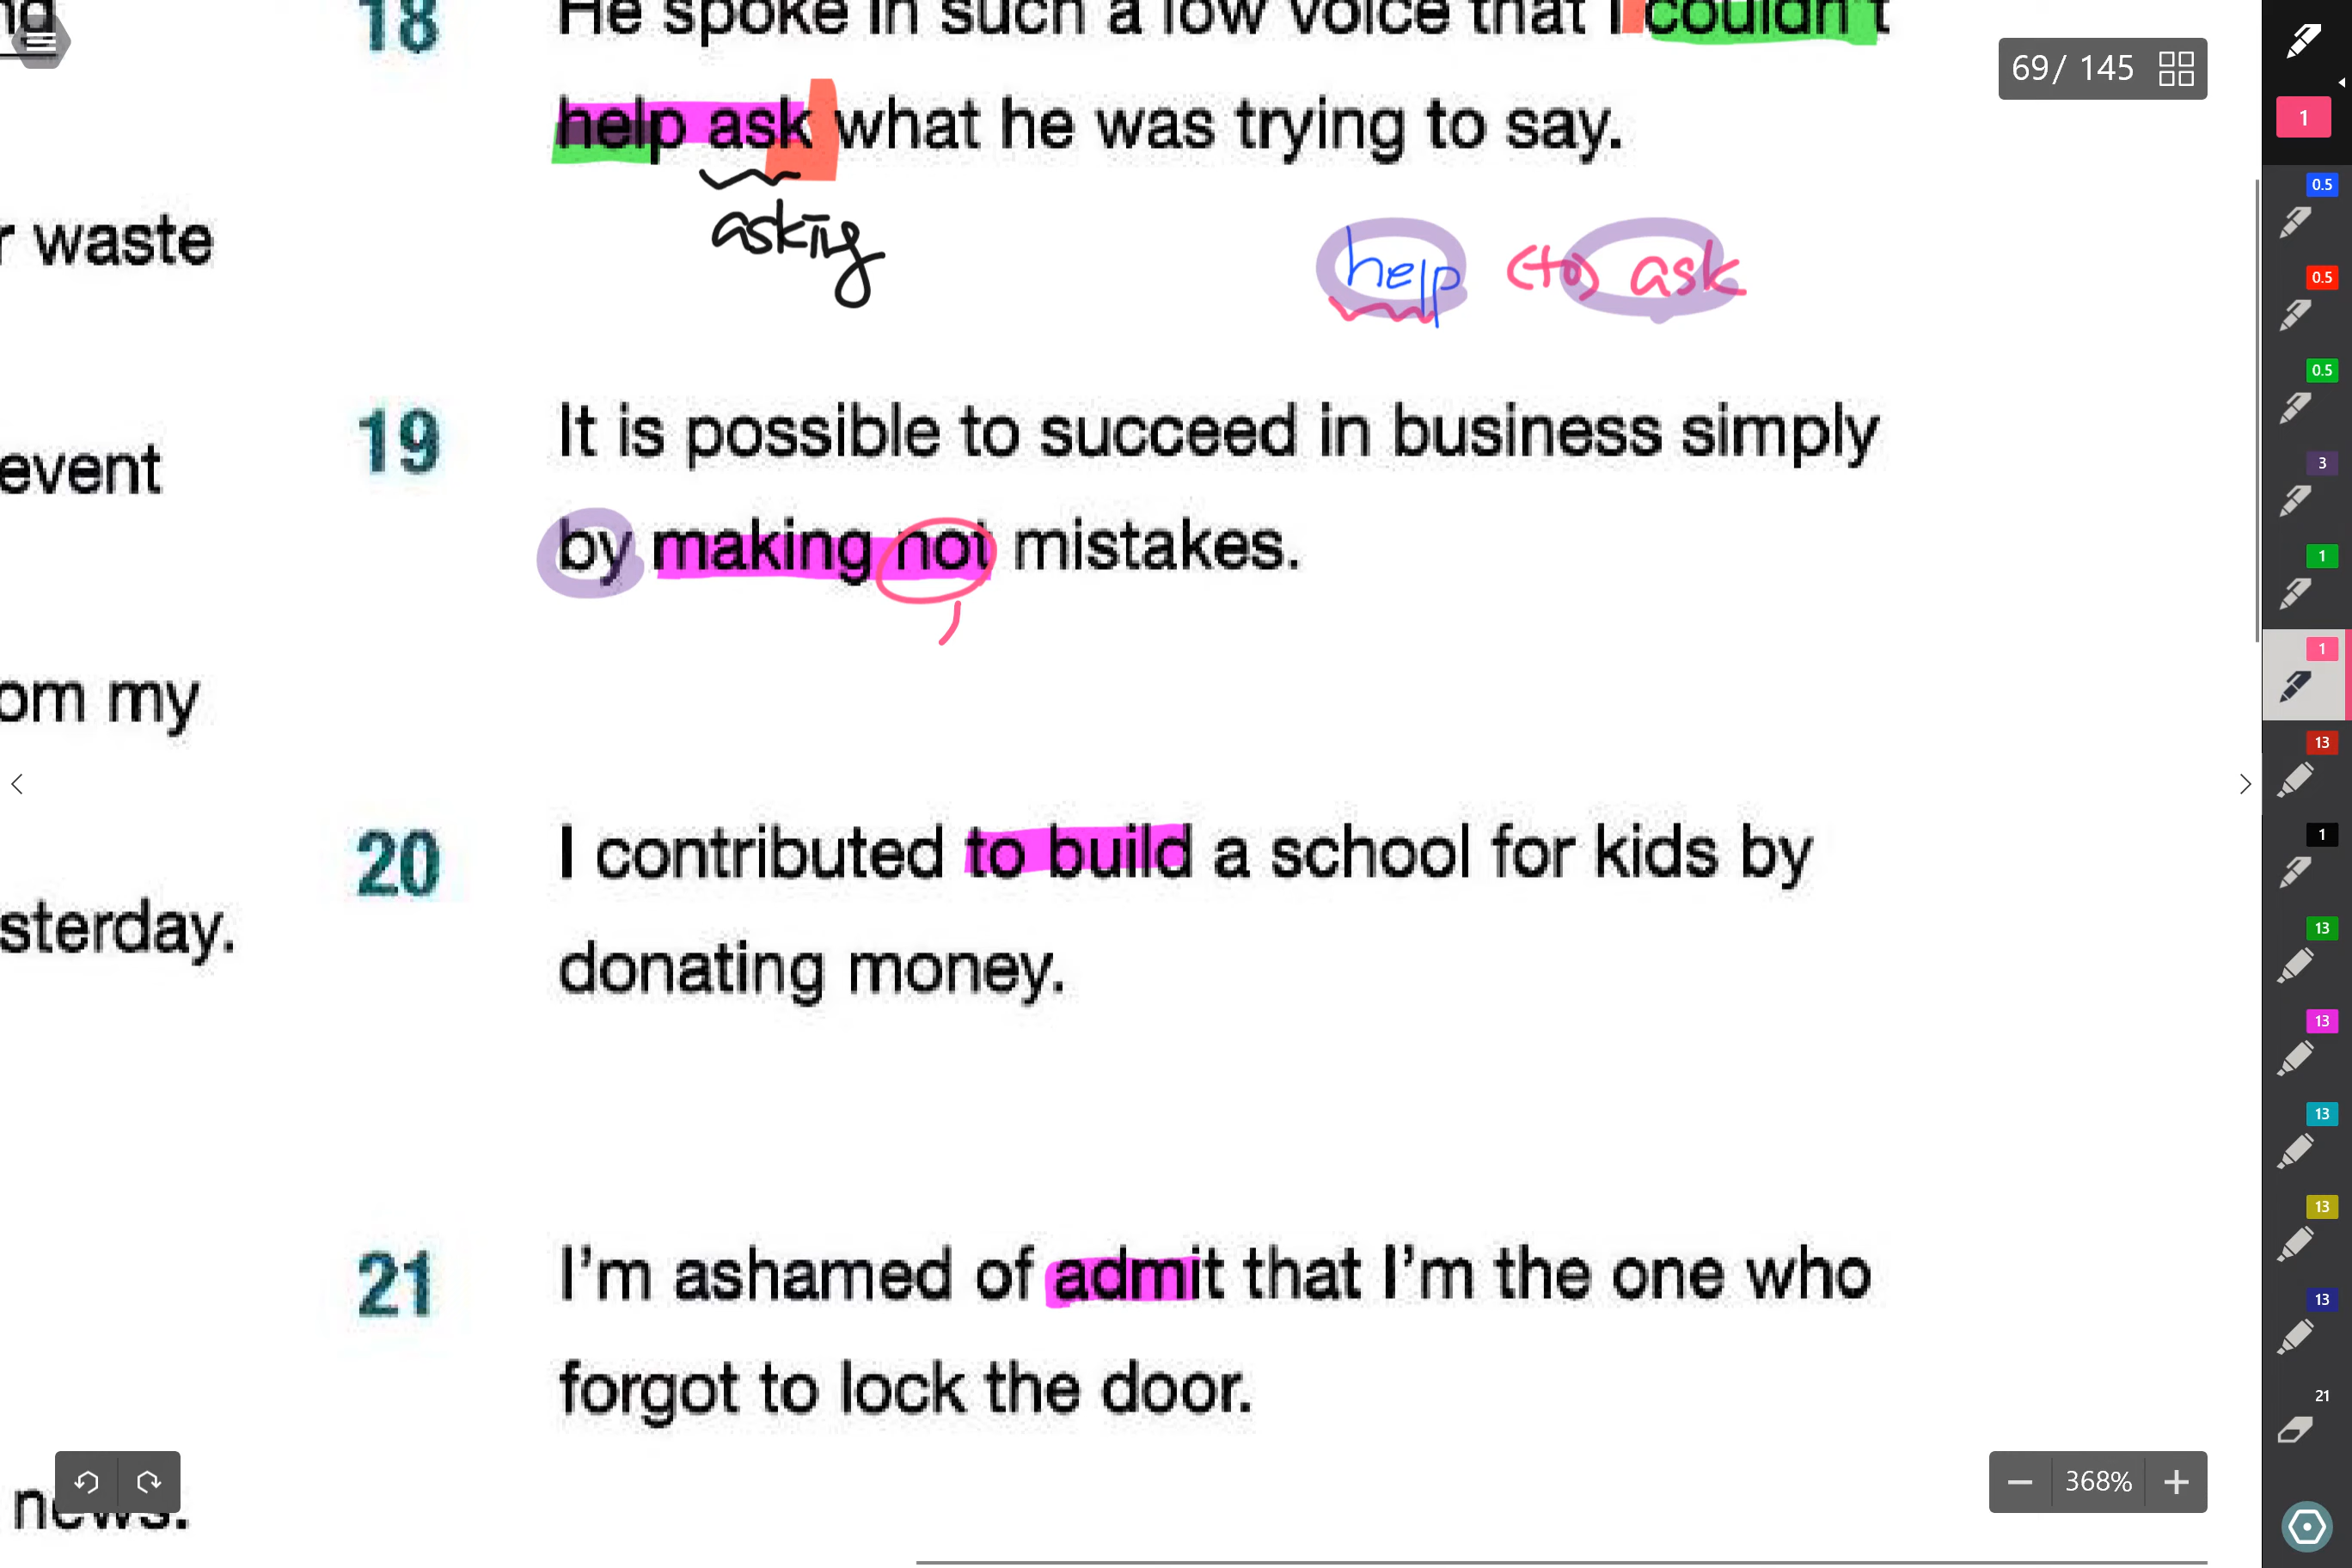 18 He spoke in such a low voice that I couldn't
69/ 145
help ask what he was trying to say.
asking
help (to) ask
r waste
19 It is possible to succeed in business simply
event
by making not mistakes.
om my
20 I contributed to build a school for kids by
sterday.
donating money.
21 I'm ashamed of admit that I'm the one who
forgot to lock the door.
news.
368%
1
0.5
0.5
0.5
3
1
1
13
1
13
13
13
13
13
21